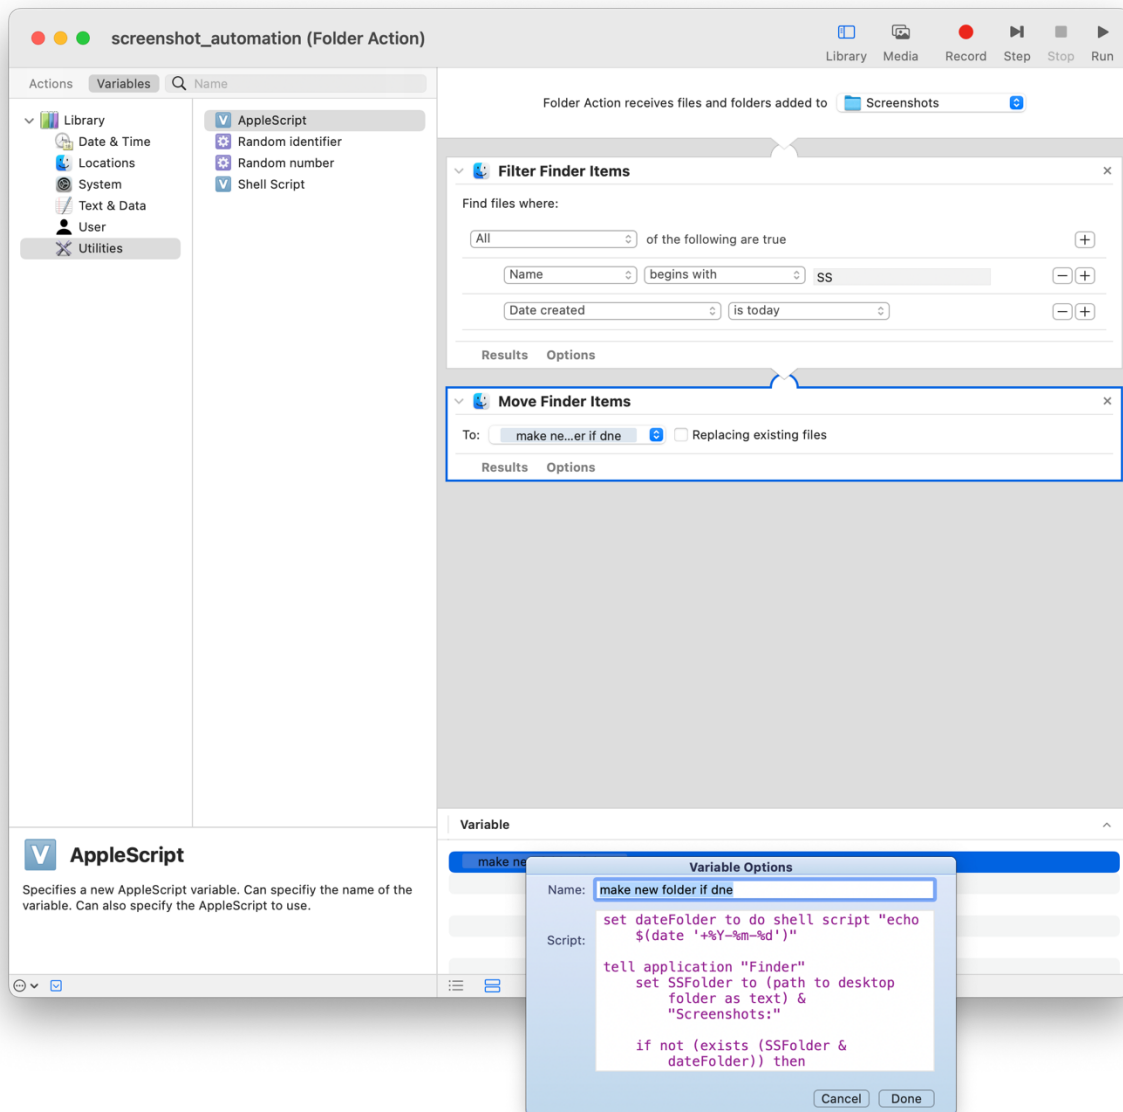 screenshot_automation (Folder Action)
Library
Media
Record
Step
Stop
Run
Actions
Variables
Name
Library
Date & Time
Locations
System
Text & Data
User
Utilities
AppleScript
Random identifier
Random number
Shell Script
Folder Action receives files and folders added to
Screenshots
Filter Finder Items
Find files where:
All
of the following are true
Name
begins with
SS
Date created
is today
Results
Options
Move Finder Items
To:
make ne...er if dne
Replacing existing files
Results
Options
V AppleScript
Specifies a new AppleScript variable. Can specifiy the name of the
variable. Can also specify the AppleScript to use.
Variable
make ne
Variable Options
Name:
make new folder if dne
Script:
set dateFolder to do shell script "echo
$(date '+%Y-%m-%d')"
tell application "Finder"
set SSFolder to (path to desktop
folder as text) &
"Screenshots:"
if not (exists (SSFolder &
dateFolder)) then
Cancel
Done